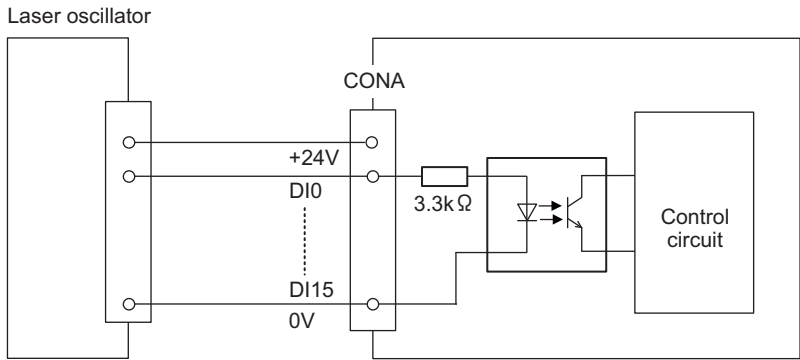 Laser oscillator
CONA
+24V
DI0
3.3kΩ
Control
circuit
DI15
0V